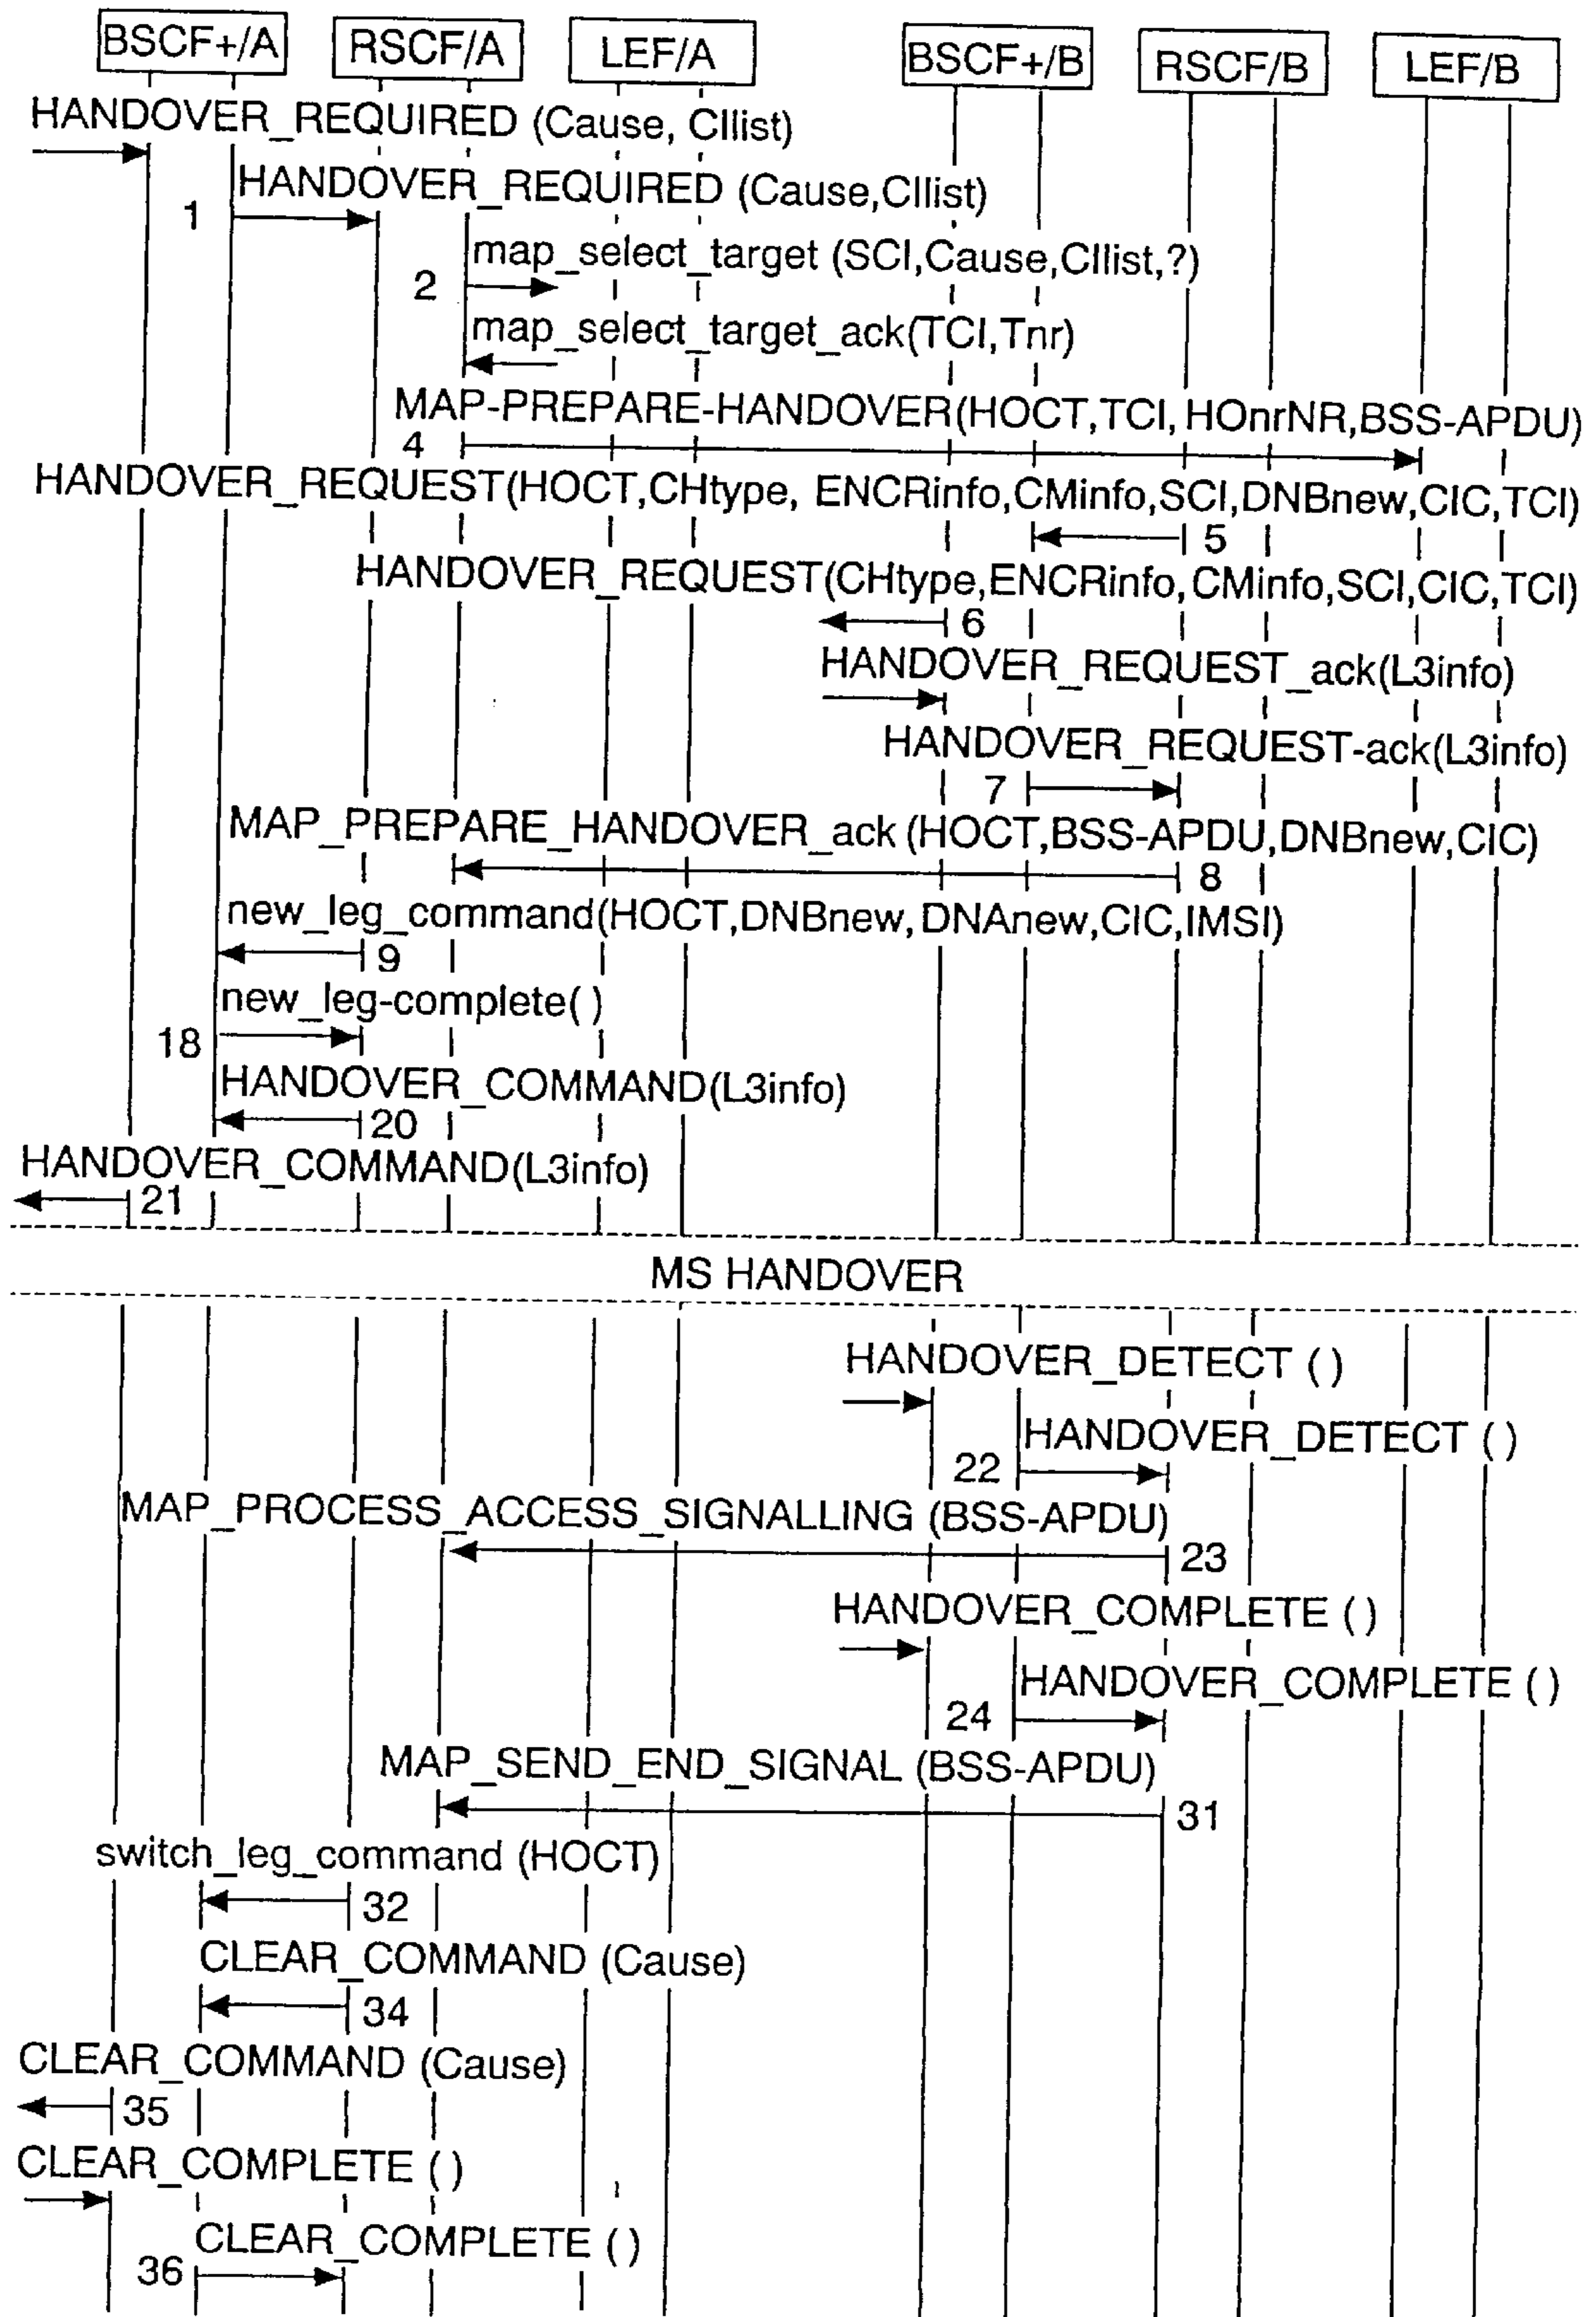 BSCF+/A RSCF/A LEF/A BSCF+/B RSCF/B LEF/B
HANDOVER_REQUIRED (Cause, CIlist)
HANDOVER_REQUIRED (Cause,CIlist)
1
map_select_target (SCI,Cause,CIlist,?)
2
map_select_target_ack(TCI,Tnr)
MAP-PREPARE-HANDOVER(HOCT,TCI,HOnrNR,BSS-APDU)
4
HANDOVER_REQUEST(HOCT,CHtype, ENCRinfo,CMinfo,SCI,DNBnew,CIC,TCI)
5
HANDOVER_REQUEST(CHtype,ENCRinfo,CMinfo,SCI,CIC,TCI)
6
HANDOVER_REQUEST_ack(L3info)
HANDOVER_REQUEST-ack(L3info)
7
MAP_PREPARE_HANDOVER_ack (HOCT,BSS-APDU,DNBnew,CIC)
8
new_leg_command(HOCT,DNBnew,DNAnew,CIC,IMSI)
9
new_leg-complete( )
18
HANDOVER_COMMAND(L3info)
20
HANDOVER_COMMAND(L3info)
21
MS HANDOVER
HANDOVER_DETECT ( )
HANDOVER_DETECT ( )
22
MAP_PROCESS_ACCESS_SIGNALLING (BSS-APDU)
23
HANDOVER_COMPLETE ( )
HANDOVER_COMPLETE ( )
24
MAP_SEND_END_SIGNAL (BSS-APDU)
31
switch_leg_command (HOCT)
32
CLEAR_COMMAND (Cause)
34
CLEAR_COMMAND (Cause)
35
CLEAR_COMPLETE ( )
CLEAR_COMPLETE ( )
36